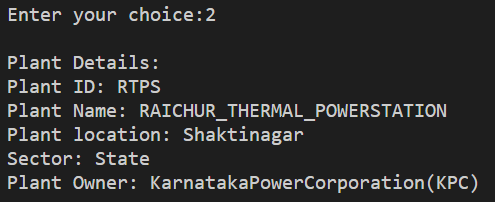 Enter your choice:2
Plant Details:
Plant ID: RTPS
Plant Name: RAICHUR_THERMAL_POWERSTATION
Plant location: Shaktinagar
Sector: State
Plant Owner: KarnatakaPowerCorporation(KPC)